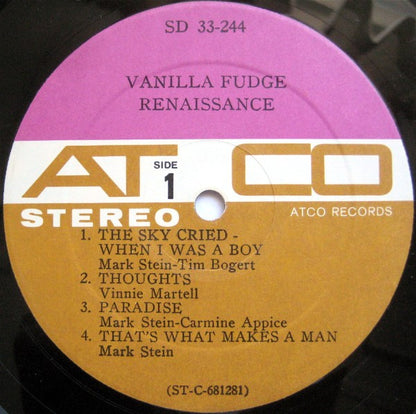 SD 33-244
VANILLA FUDGE
RENAISSANCE
ATCO
SIDE
1
STEREO
ATCO RECORDS
1. THE SKY CRIED -
WHEN I WAS A BOY
Mark Stein-Tim Bogert
2. THOUGHTS
Vinnie Martell
3. PARADISE
Mark Stein-Carmine Appice
4. THAT'S WHAT MAKES A MAN
Mark Stein
(ST-C-681281)